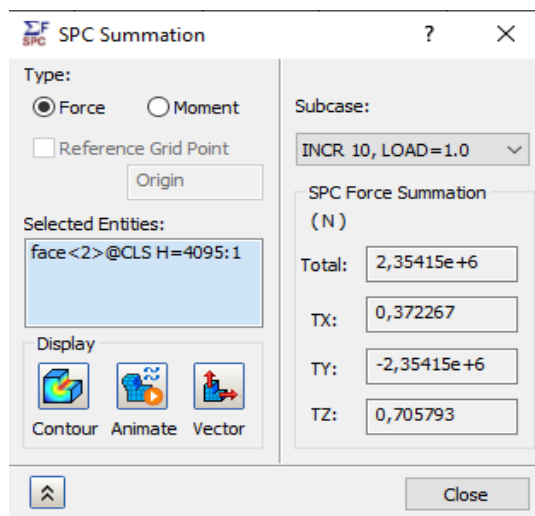 ΣF
SPC
SPC Summation
?
Type:
Force
Moment
Reference Grid Point
Origin
Selected Entities:
face<2>@CLS H=4095:1
Display
Contour
Animate
Vector
Subcase:
INCR 10, LOAD=1.0
SPC Force Summation
(N)
Total: 2,35415e+6
TX: 0,372267
TY: -2,35415e+6
TZ: 0,705793
Close